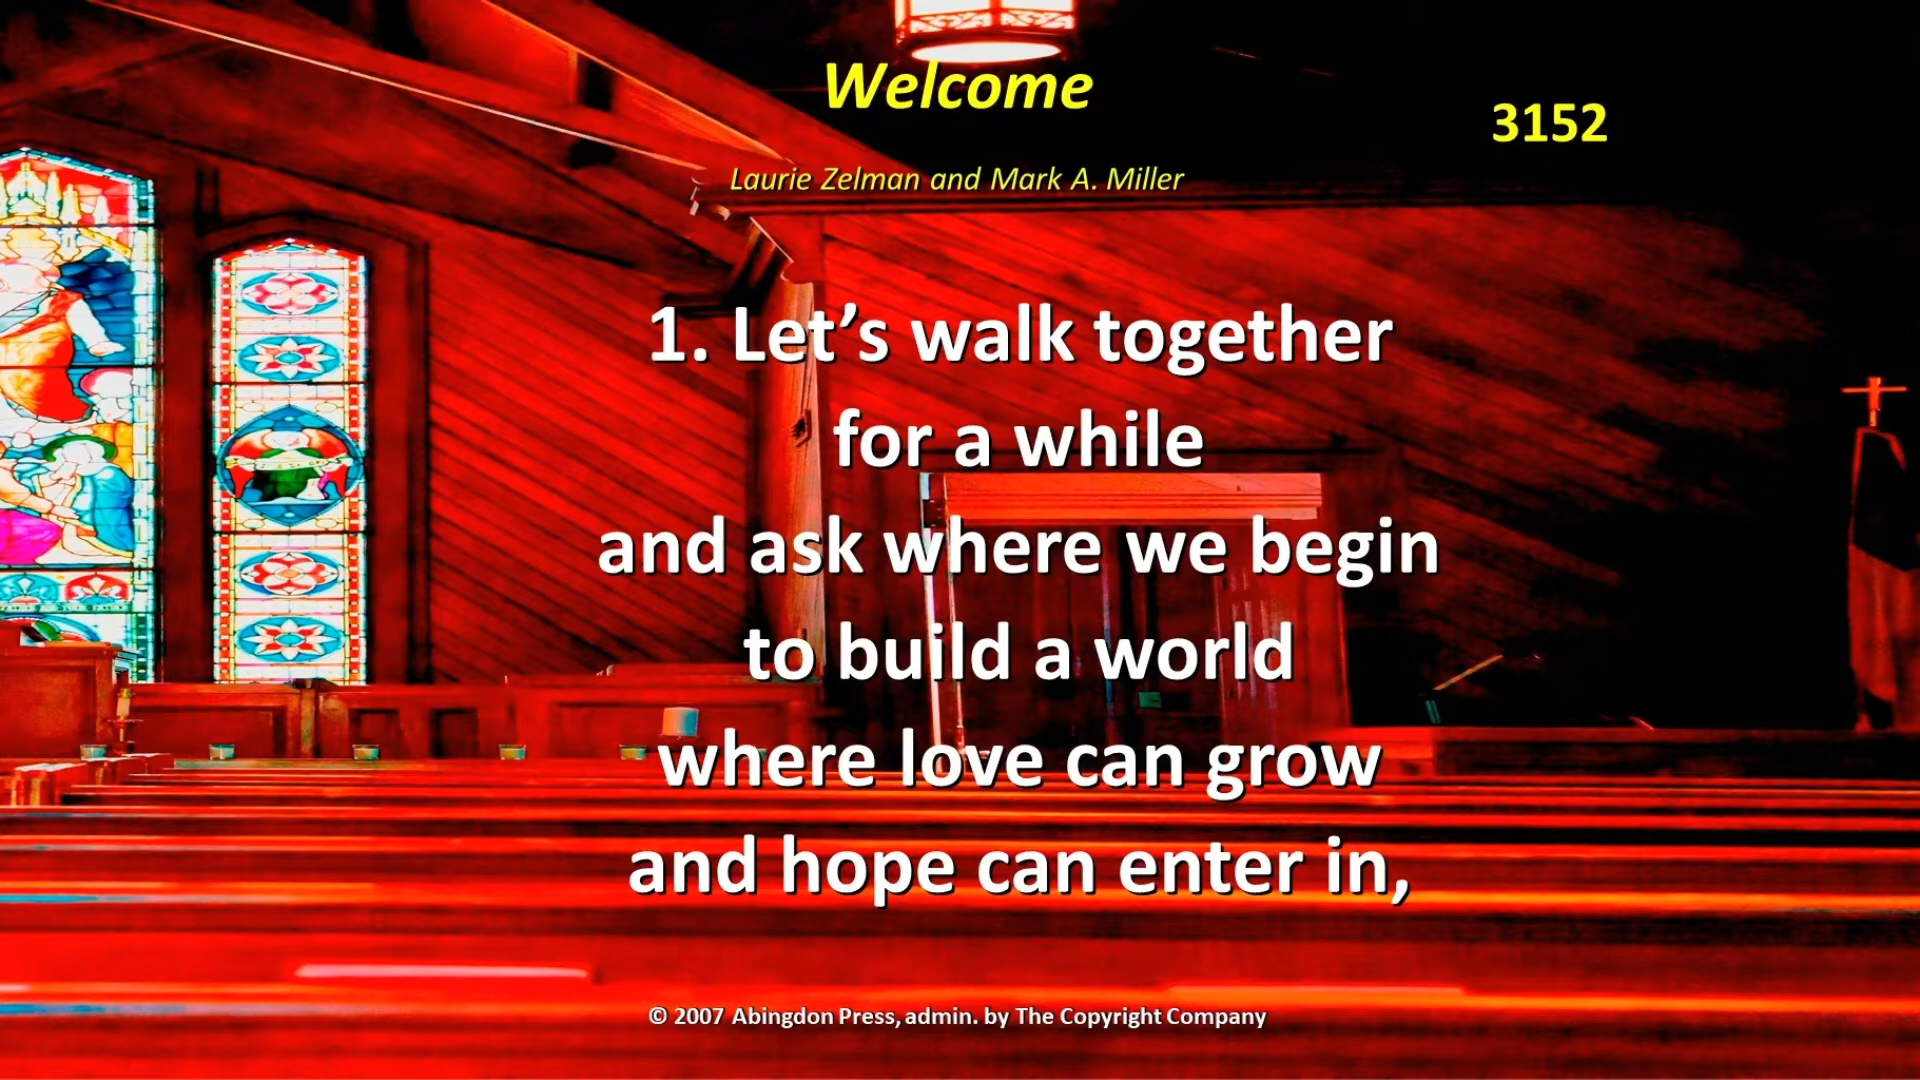 Welcome
3152
Laurie Zelman and Mark A. Miller
1. Let’s walk together
for a while
and ask where we begin
to build a world
where love can grow
and hope can enter in,
© 2007 Abingdon Press, admin. by The Copyright Company